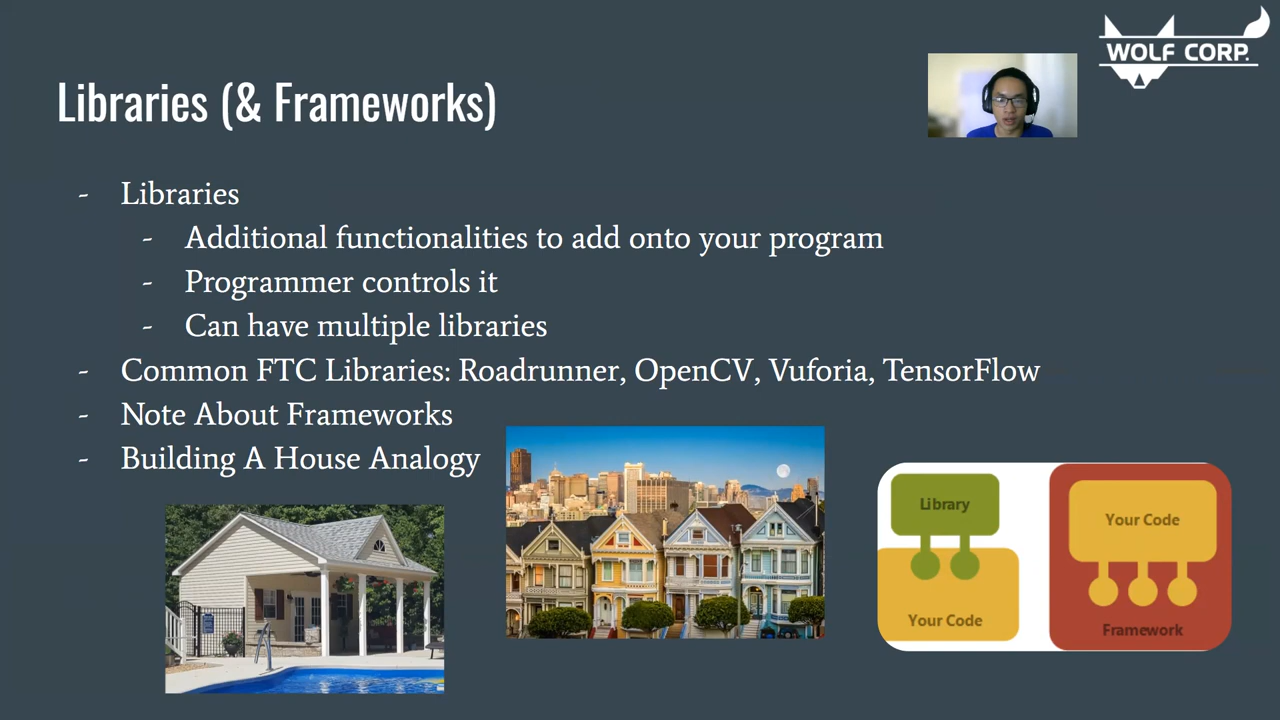 WOLF CORP.
Libraries (& Frameworks)
- Libraries
- Additional functionalities to add onto your program
- Programmer controls it
- Can have multiple libraries
- Common FTC Libraries: Roadrunner, OpenCV, Vuforia, TensorFlow
- Note About Frameworks
- Building A House Analogy
Library
Your Code
Your Code
Framework